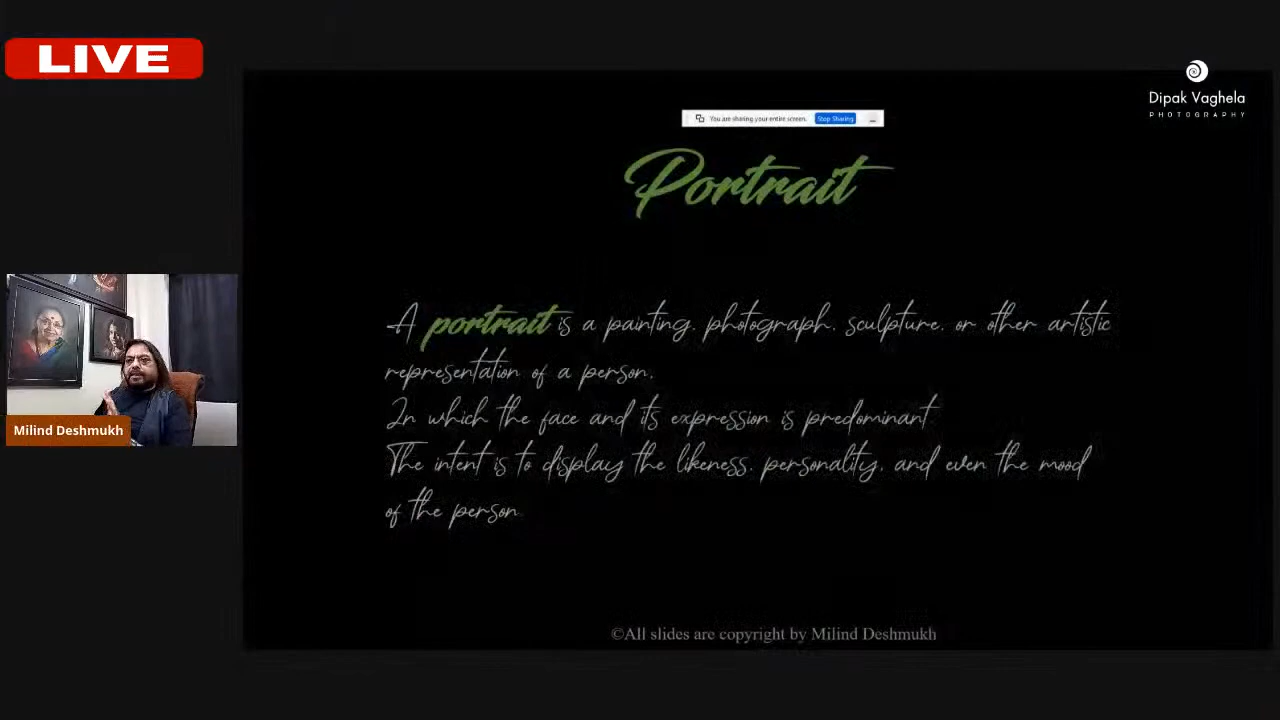 LIVE
Dipak Vaghela
PHOTOGRAPHY
You are sharing your entire screen. Stop Sharing
Portrait
A portrait is a painting, photograph, sculpture, or other artistic
representation of a person.
In which the face and its expression is predominant
The intent is to display the likeness, personality, and even the mood
of the person
Milind Deshmukh
©All slides are copyright by Milind Deshmukh